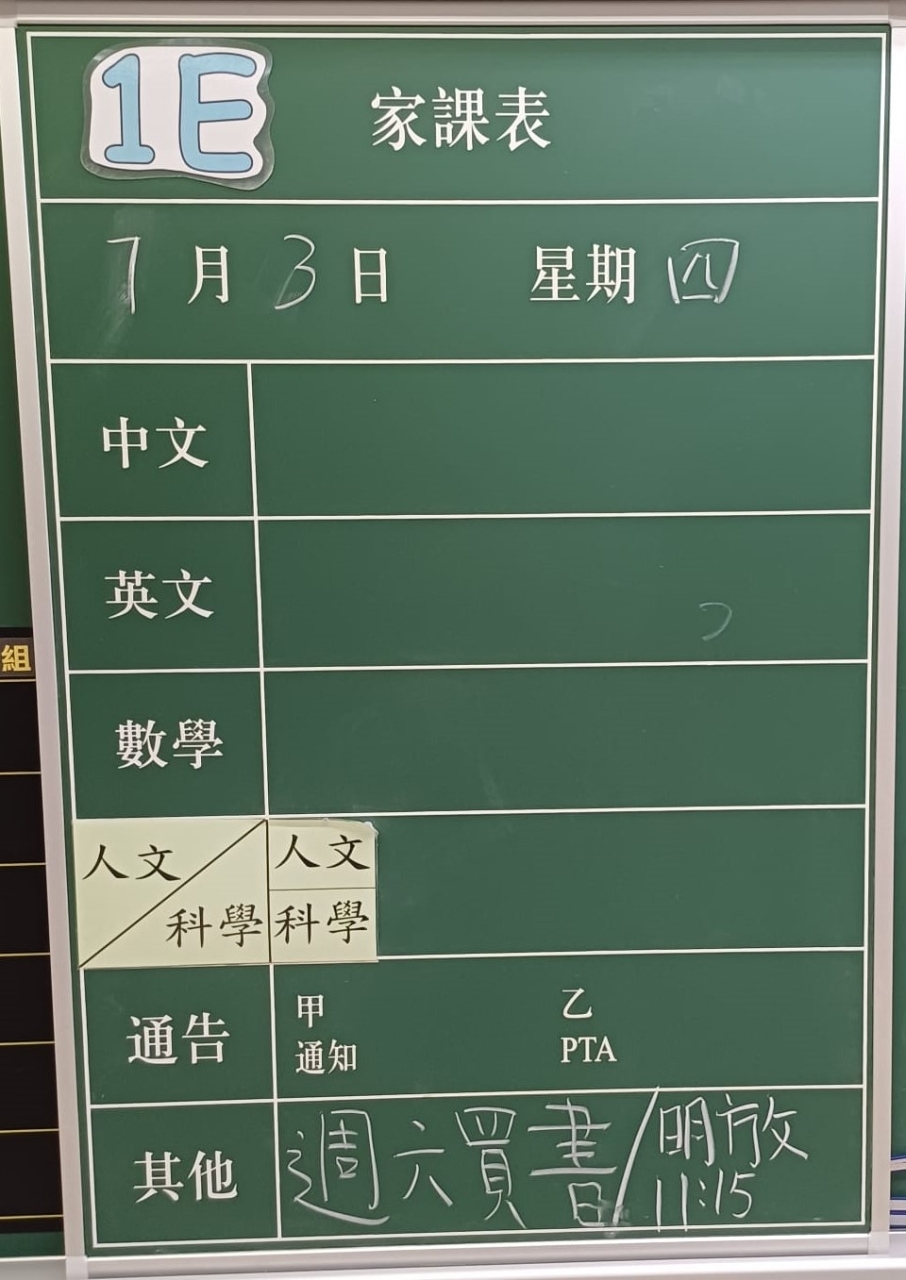 1E 家課表
7月3日 星期四
中文
英文
組
數學
人文 人文
科學 科學
甲 乙
通告
通知 PTA
其他 週六買書/明放
11:15